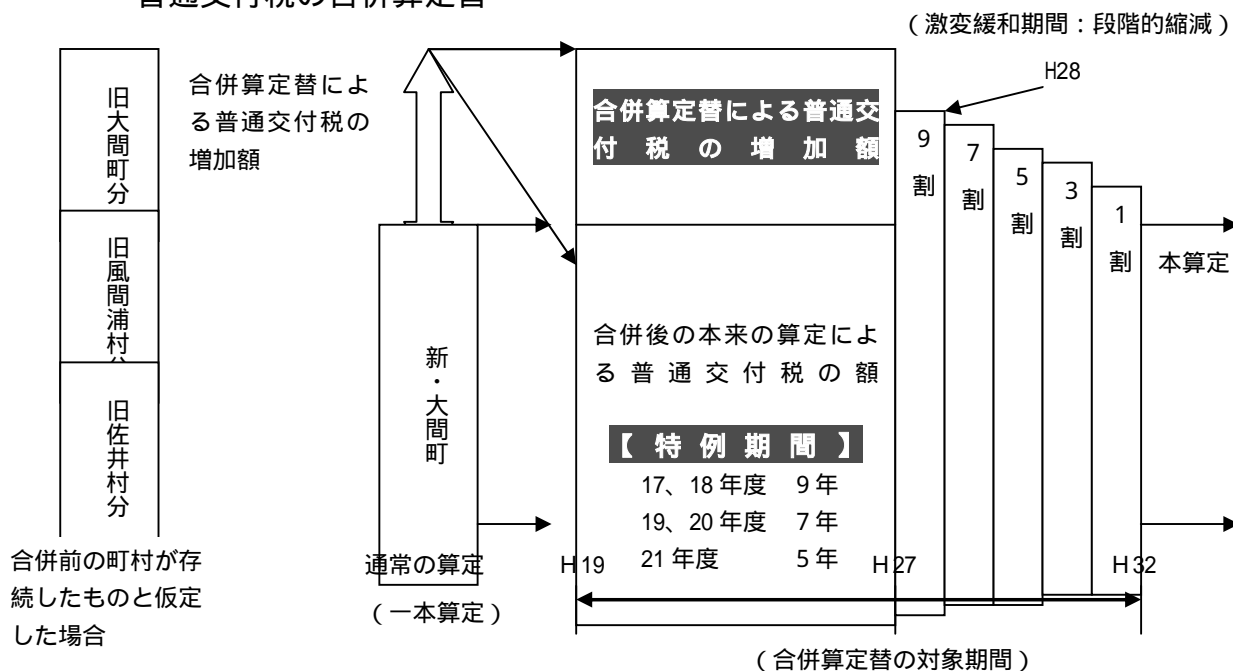 普通交付税の合併算定替
（激変緩和期間：段階的縮減）
H28
旧大間町分
旧風間浦村分
旧佐井村分
合併算定替によ
る普通交付税の
増加額
合併算定替による普通交
付税の増加額
9割
7割
5割
3割
1割
本算定
新・大間町
合併後の本来の算定によ
る普通交付税の額
【特例期間】
17、18年度 9年
19、20年度 7年
21年度 5年
合併前の町村が存
続したものと仮定
した場合
通常の算定
（一本算定）
H19
H27
H32
（合併算定替の対象期間）